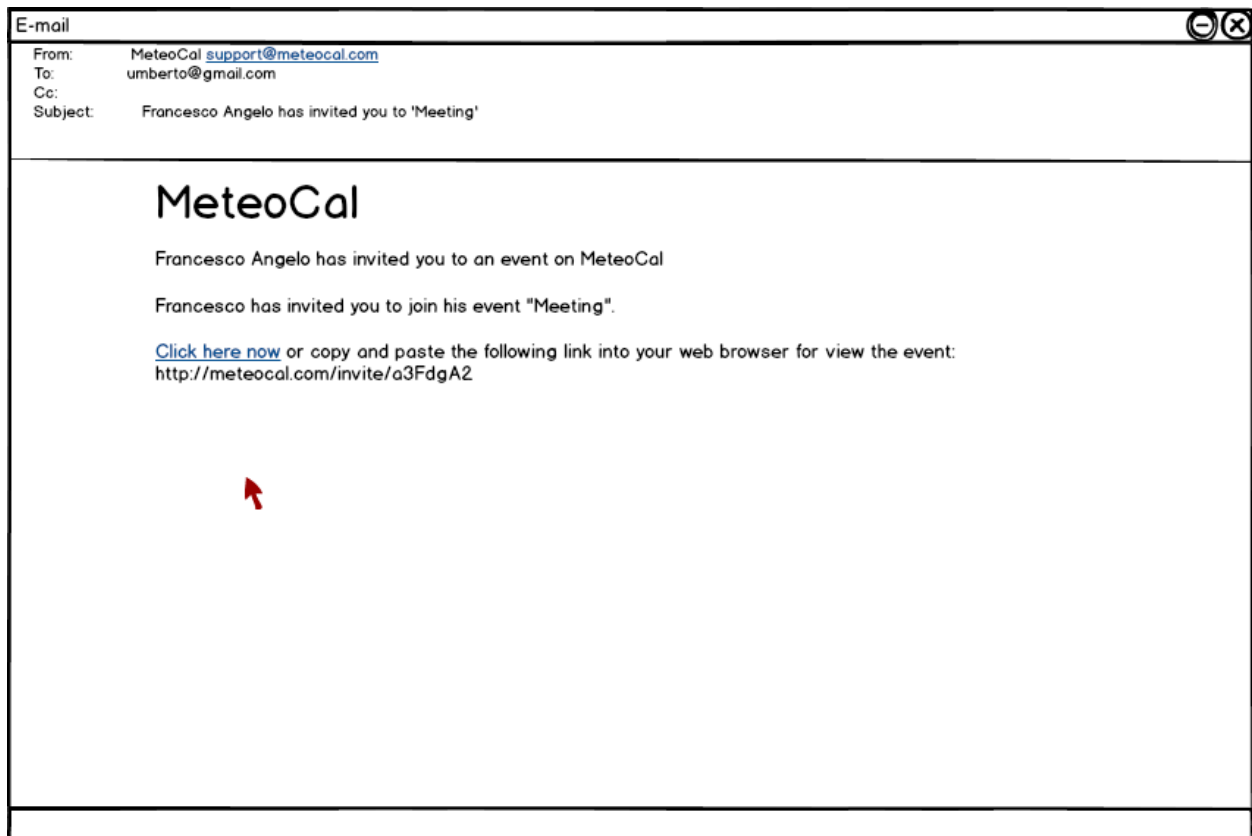 E-mail
From: MeteoCal support@meteocal.com
To: umberto@gmail.com
Cc:
Subject: Francesco Angelo has invited you to 'Meeting'
MeteoCal
Francesco Angelo has invited you to an event on MeteoCal
Francesco has invited you to join his event "Meeting".
Click here now or copy and paste the following link into your web browser for view the event:
http://meteocal.com/invite/a3FdgA2